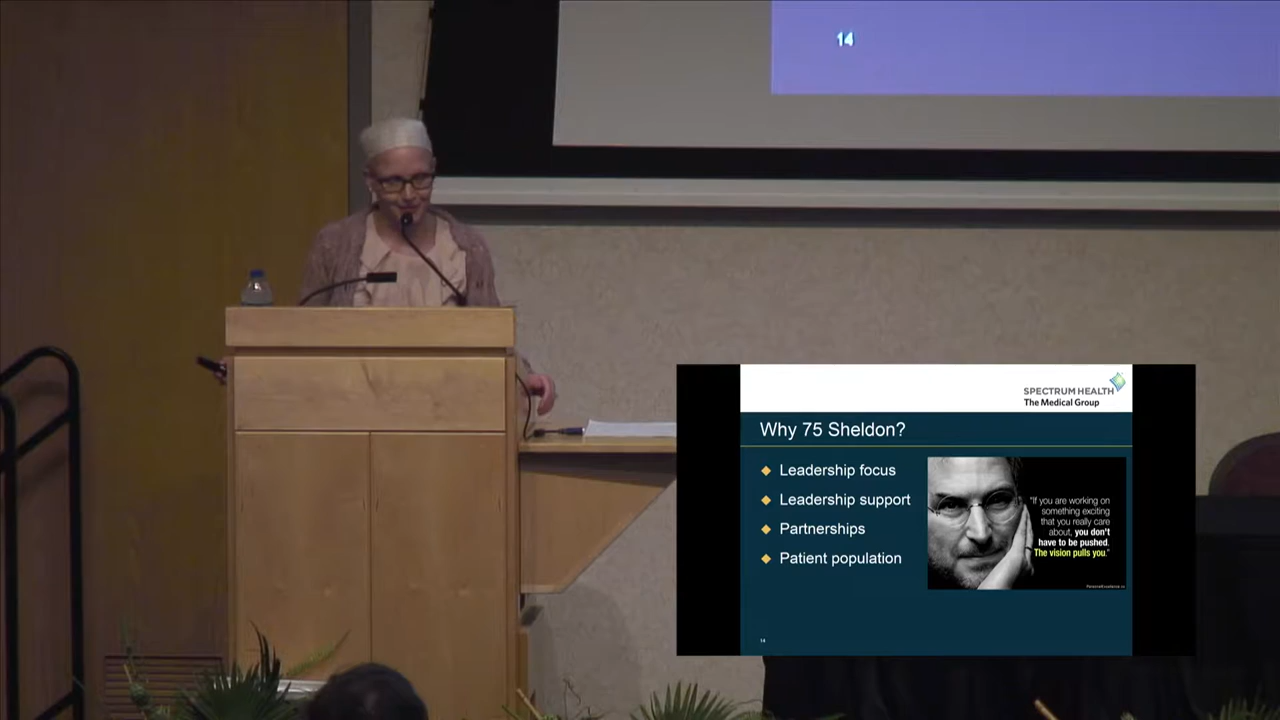 14
SPECTRUM HEALTH
The Medical Group
Why 75 Sheldon?
Leadership focus
Leadership support
Partnerships
Patient population
"If you are working on
something exciting
that you really care
about, you don't
have to be pushed.
The vision pulls you."
14